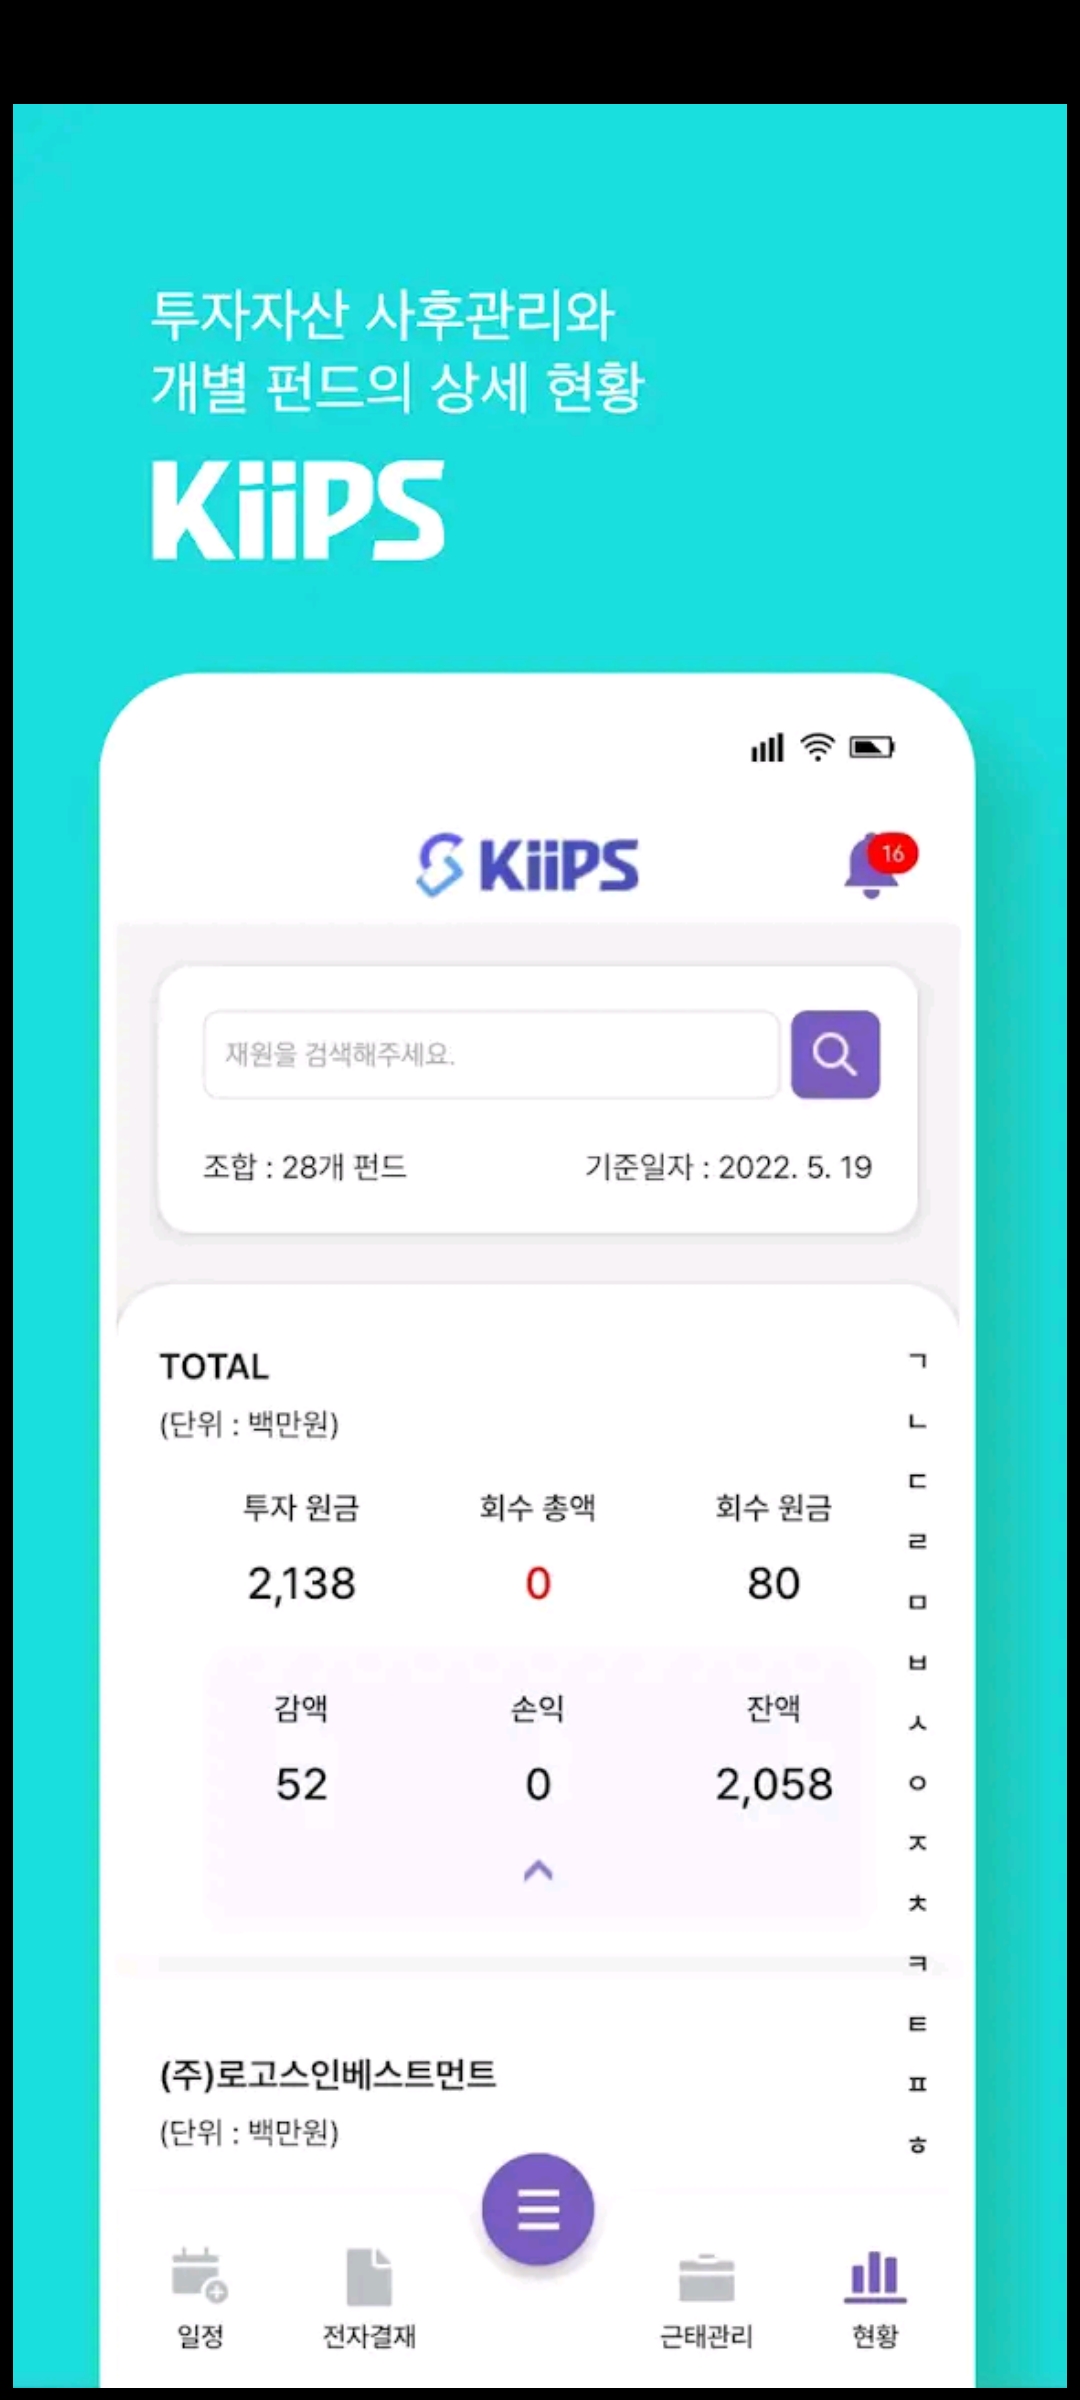 투자자산 사후관리와
개별 펀드의 상세 현황
KiiPS
KiiPS
16
재원을 검색해주세요.
조합 : 28개 펀드 기준일자 : 2022. 5. 19
TOTAL
(단위 : 백만원)
투자 원금 회수 총액 회수 원금
2,138 0 80
감액 손익 잔액
52 0 2,058
ㄱ
ㄴ
ㄷ
ㄹ
ㅁ
ㅂ
ㅅ
ㅇ
ㅈ
ㅊ
ㅋ
ㅌ
ㅍ
ㅎ
(주)로고스인베스트먼트
(단위 : 백만원)
일정 전자결재 근태관리 현황